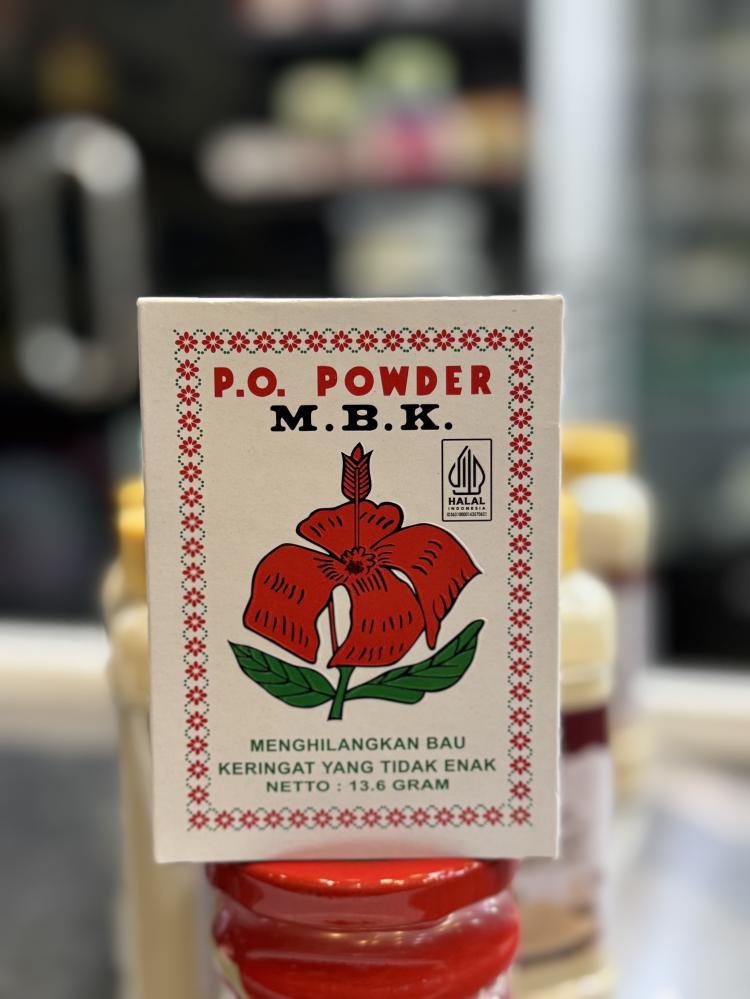 P.O. POWDER
M.B.K.
HALAL
INDONESIA
MENGHILANGKAN BAU
KERINGAT YANG TIDAK ENAK
NETTO : 13.6 GRAM